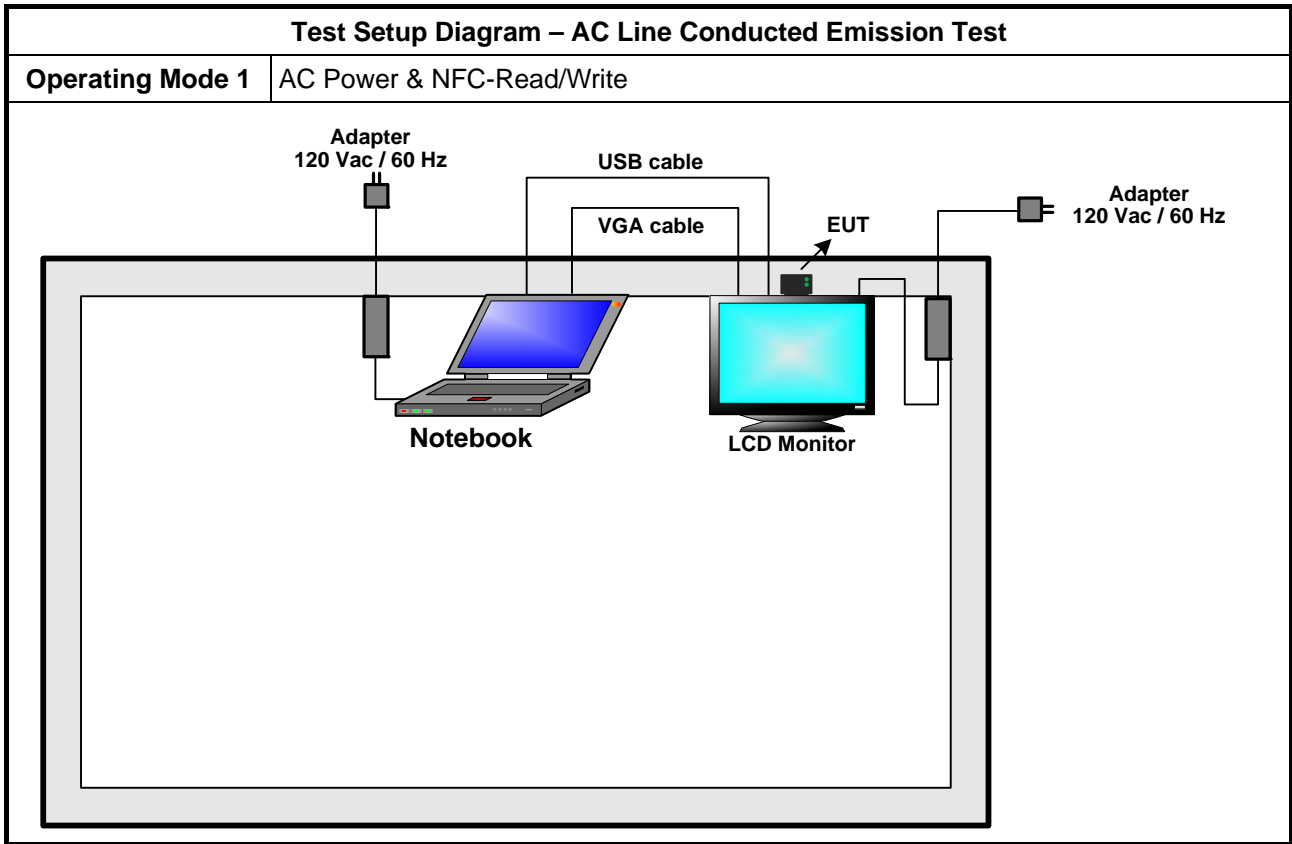 Test Setup Diagram – AC Line Conducted Emission Test
Operating Mode 1 AC Power & NFC-Read/Write
Adapter
120 Vac / 60 Hz
USB cable
Adapter
120 Vac / 60 Hz
VGA cable
EUT
Notebook
LCD Monitor